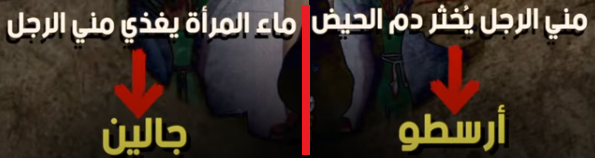 مني الرجل يُخثر دم الحيض
أرسطو
ماء المرأة يغذي مني الرجل
جالين